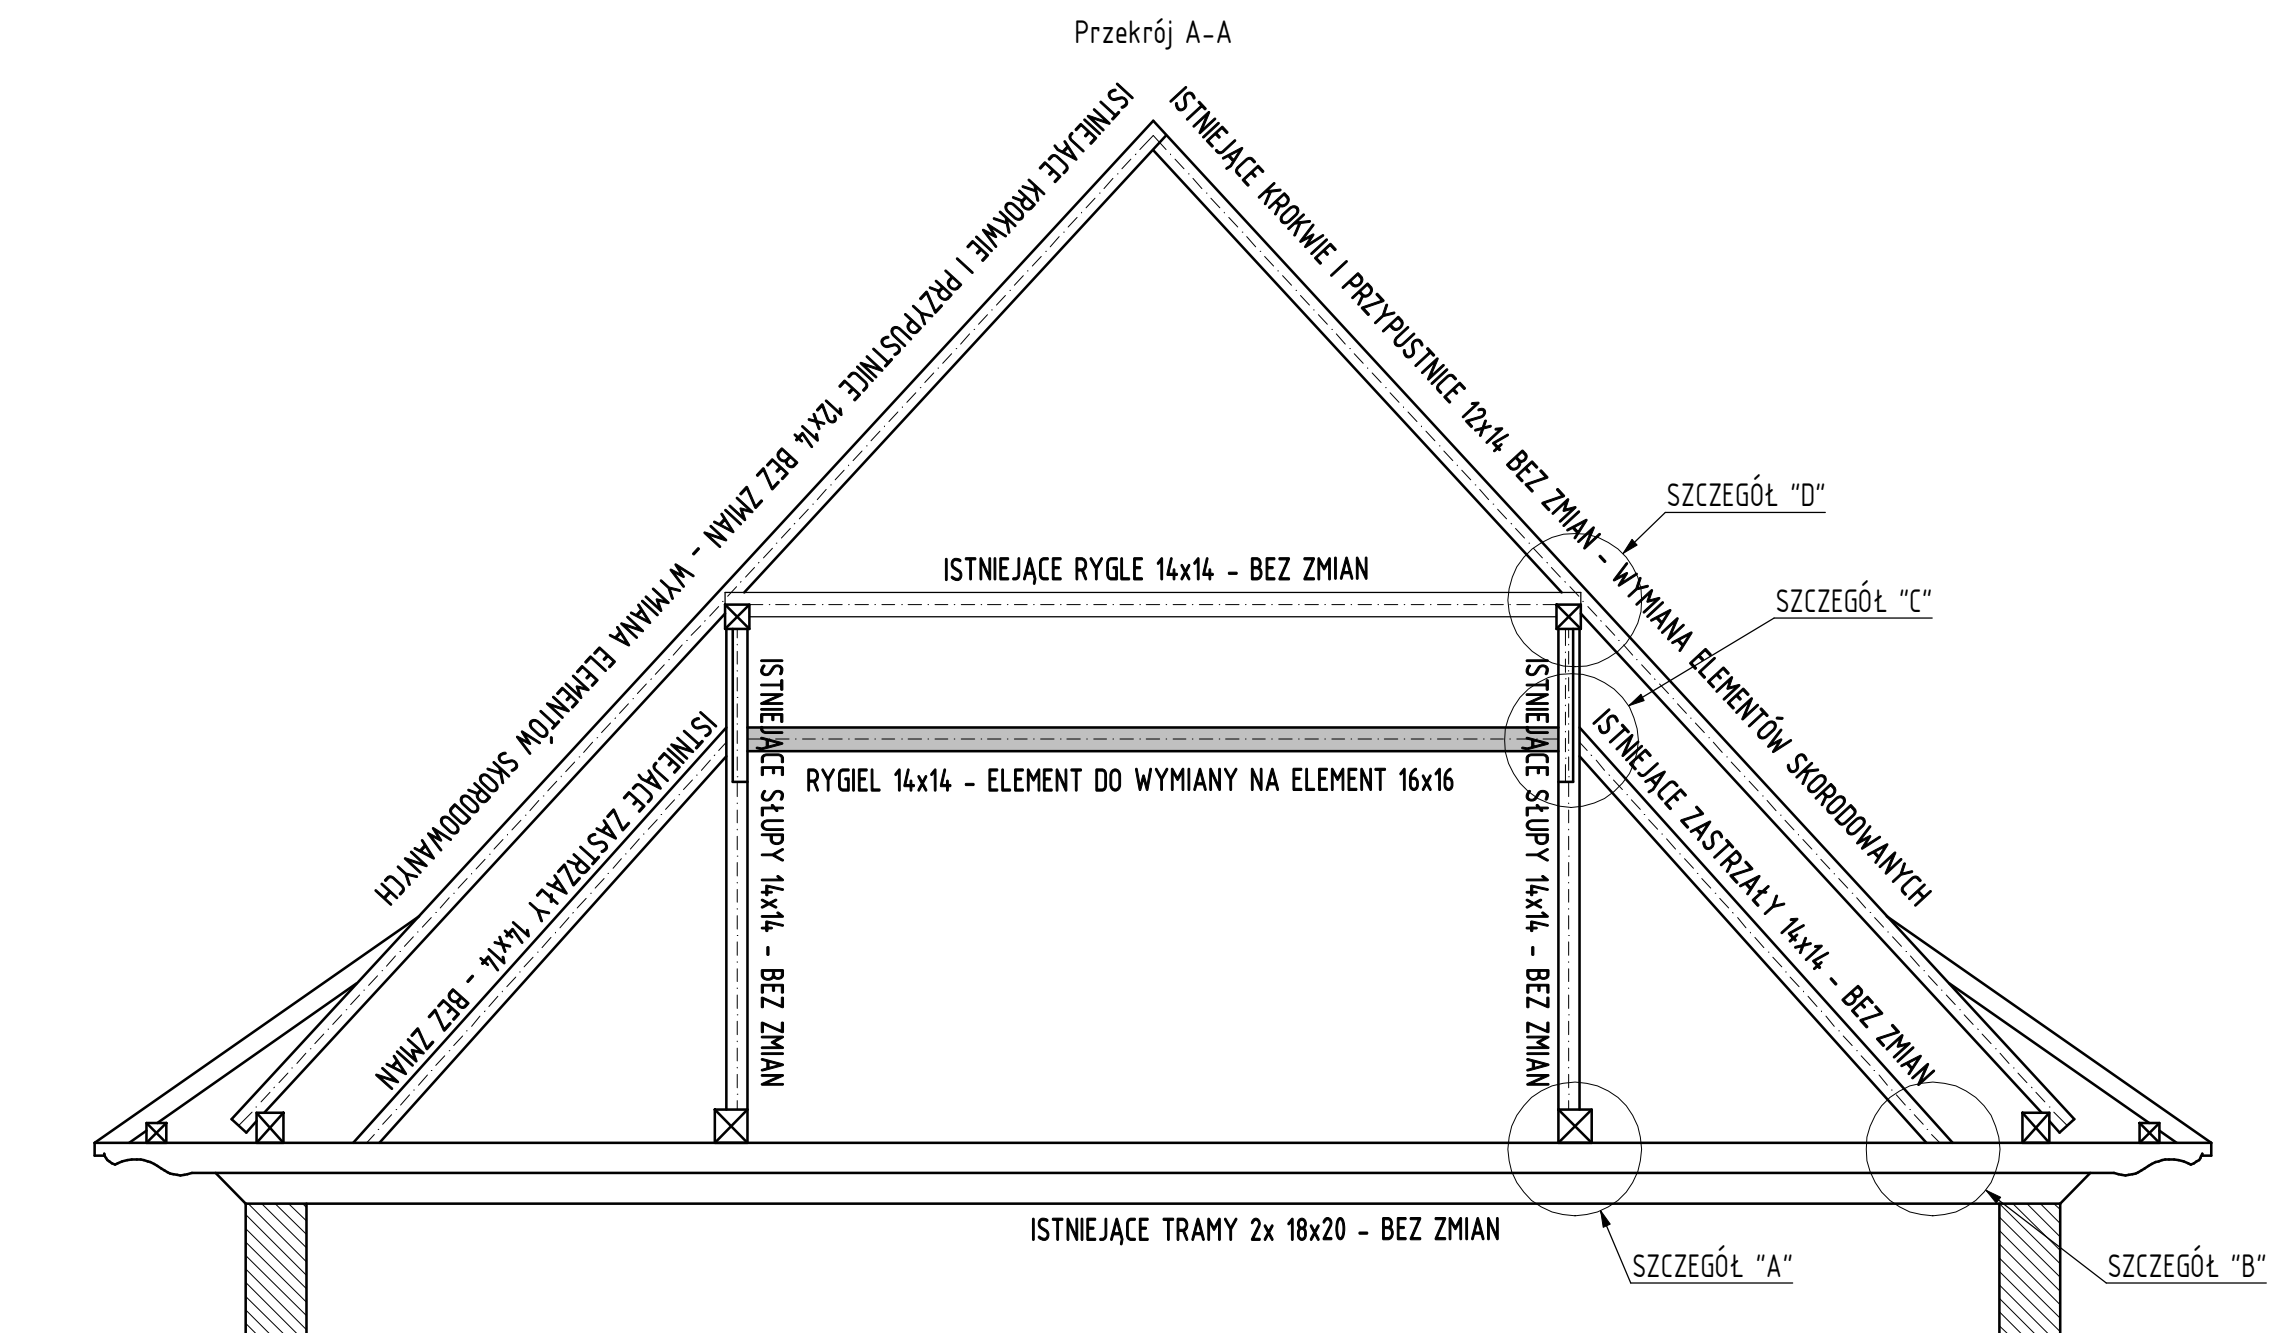 Przekrój A-A
ISTNIEJĄCE KROKWIE I PRZYPUSTNICE 12x14 BEZ ZMIAN - WYMIANA ELEMENTÓW SKORODOWANYCH
ISTNIEJĄCE KROKWIE I PRZYPUSTNICE 12x14 BEZ ZMIAN - WYMIANA ELEMENTÓW SKORODOWANYCH
SZCZEGÓŁ "D"
ISTNIEJĄCE RYGLE 14x14 - BEZ ZMIAN
SZCZEGÓŁ "C"
ISTNIEJĄCE ZASTRZAŁY 14x14 - BEZ ZMIAN
ISTNIEJĄCE SŁUPY 14x14 - BEZ ZMIAN
RYGIEL 14x14 - ELEMENT DO WYMIANY NA ELEMENT 16x16
ISTNIEJĄCE SŁUPY 14x14 - BEZ ZMIAN
ISTNIEJĄCE ZASTRZAŁY 14x14 - BEZ ZMIAN
ISTNIEJĄCE TRAMY 2x 18x20 - BEZ ZMIAN
SZCZEGÓŁ "A"
SZCZEGÓŁ "B"